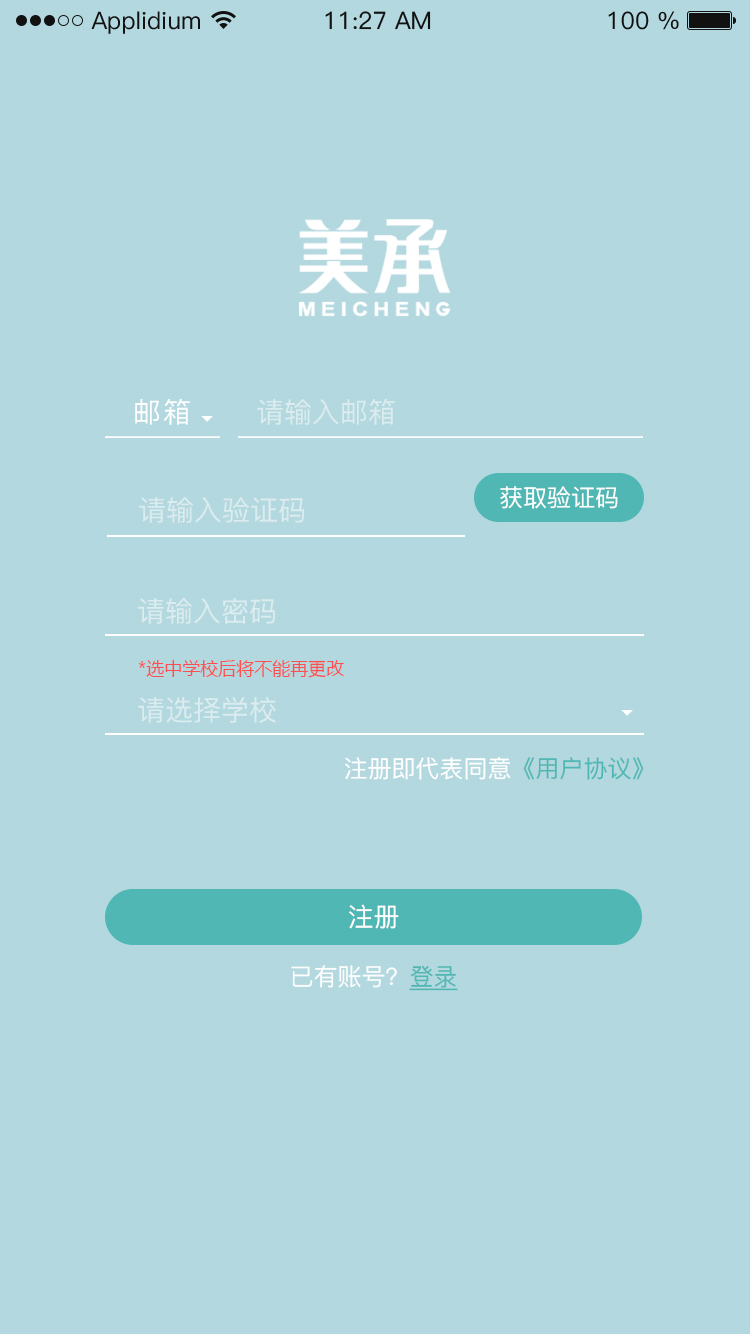 Applidium 11:27 AM 100 %
美承
MEICHENG
邮箱 请输入邮箱
请输入验证码 获取验证码
请输入密码
*选中学校后将不能再更改
请选择学校
注册即代表同意《用户协议》
注册
已有账号? 登录